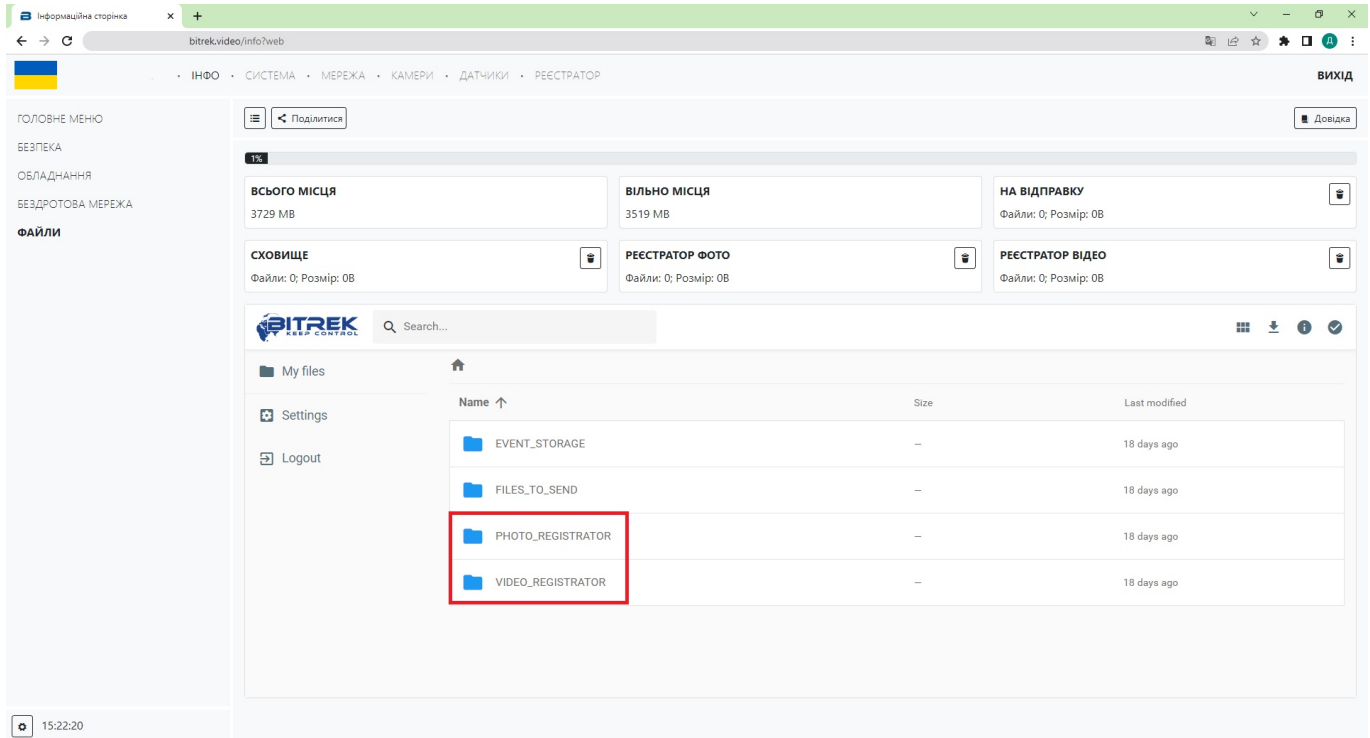 Інформаційна сторінка
bitrek.video/info?web
Д
ІНФО • СИСТЕМА • МЕРЕЖА • КАМЕРИ • ДАТЧИКИ • РЕЄСТРАТОР
ВИХІД
ГОЛОВНЕ МЕНЮ
БЕЗПЕКА
ОБЛАДНАННЯ
БЕЗДРОТОВА МЕРЕЖА
ФАЙЛИ
Поділитися
Довідка
1%
ВСЬОГО МІСЦЯ
3729 MB
ВІЛЬНО МІСЦЯ
3519 MB
НА ВІДПРАВКУ
Файли: 0; Розмір: 0B
СХОВИЩЕ
Файли: 0; Розмір: 0B
РЕЄСТРАТОР ФОТО
Файли: 0; Розмір: 0B
РЕЄСТРАТОР ВІДЕО
Файли: 0; Розмір: 0B
BITREK
KEEP CONTROL
Search...
My files
Settings
Logout
Name Size Last modified
EVENT_STORAGE — 18 days ago
FILES_TO_SEND — 18 days ago
PHOTO_REGISTRATOR — 18 days ago
VIDEO_REGISTRATOR — 18 days ago
15:22:20